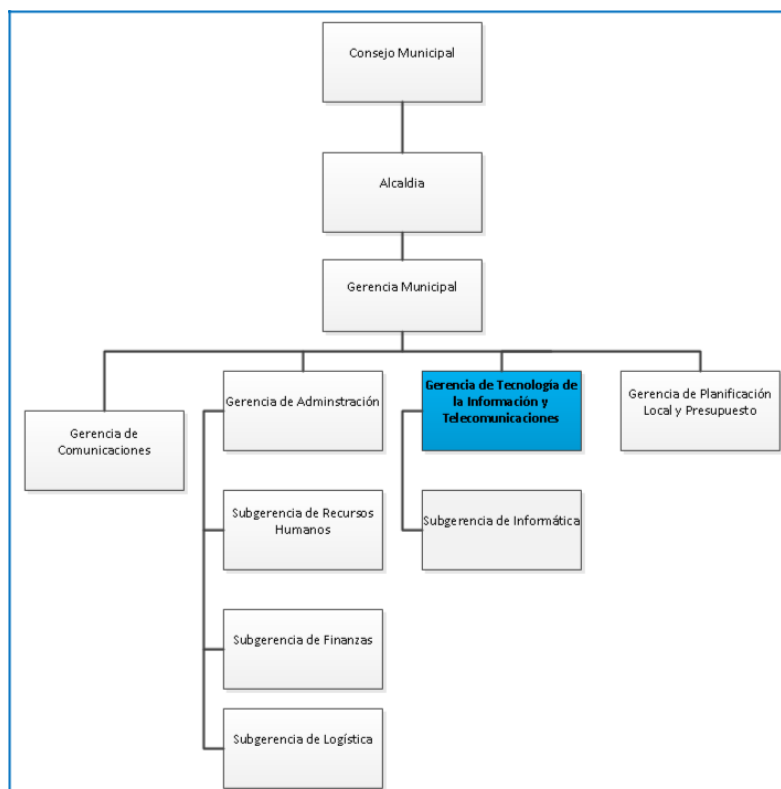 Consejo Municipal
Alcaldia
Gerencia Municipal
Gerencia de
Comunicaciones
Gerencia de Adminstración
Gerencia de Tecnología de
la Información y
Telecomunicaciones
Gerencia de Planificación
Local y Presupuesto
Subgerencia de Recursos
Humanos
Subgerencia de Informática
Subgerencia de Finanzas
Subgerencia de Logística